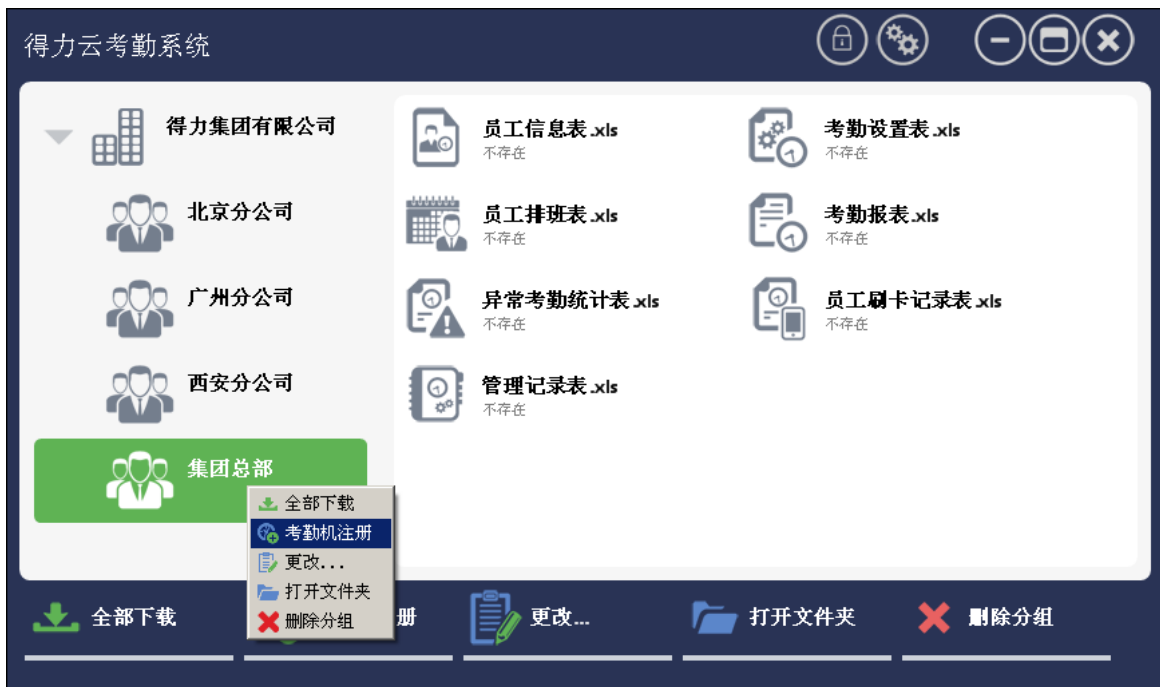 得力云考勤系统
得力集团有限公司
北京分公司
广州分公司
西安分公司
集团总部
员工信息表.xls
不存在
考勤设置表.xls
不存在
员工排班表.xls
不存在
考勤报表.xls
不存在
异常考勤统计表.xls
不存在
员工刷卡记录表.xls
不存在
管理记录表.xls
不存在
全部下载
考勤机注册
更改...
打开文件夹
删除分组
全部下载
册
更改...
打开文件夹
删除分组